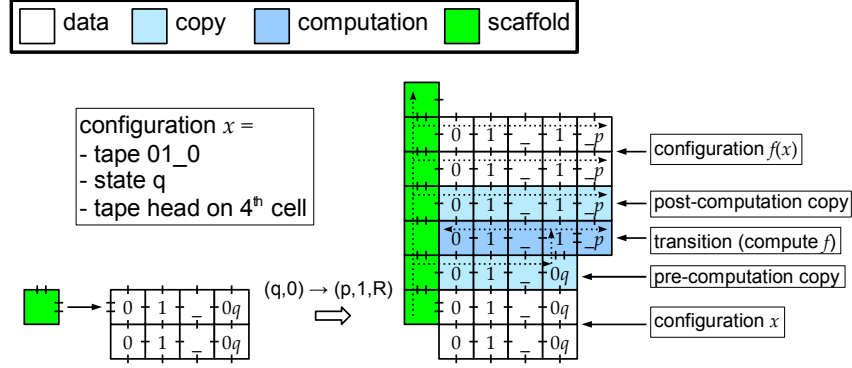 data copy computation scaffold
configuration x =
- tape 01_0
- state q
- tape head on 4th cell
0 1 _ 1 _p
configuration f(x)
0 1 _ 1 _p
0 1 _ 1 _p
post-computation copy
0 1 _ 1 _p
transition (compute f)
(q,0) → (p,1,R)
0 1 _ 0q
pre-computation copy
0 1 _ 0q
0 1 _ 0q
configuration x
0 1 _ 0q
0 1 _ 0q